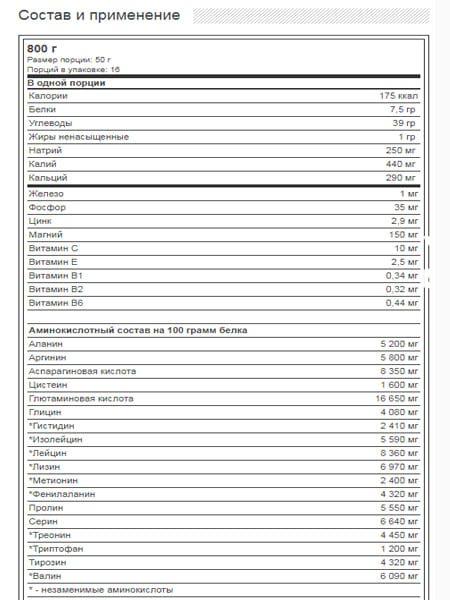 Состав и применение
800 г
Размер порции: 50 г
Порций в упаковке: 16
В одной порции
Калории 175 ккал
Белки 7,5 гр
Углеводы 39 гр
Жиры ненасыщенные 1 гр
Натрий 250 мг
Калий 440 мг
Кальций 290 мг
Железо 1 мг
Фосфор 35 мг
Цинк 2,9 мг
Магний 150 мг
Витамин С 10 мг
Витамин Е 2,5 мг
Витамин В1 0,34 мг
Витамин В2 0,32 мг
Витамин В6 0,44 мг
Аминокислотный состав на 100 грамм белка
Аланин 5 200 мг
Аргинин 5 800 мг
Аспарагиновая кислота 8 350 мг
Цистеин 1 600 мг
Глютаминовая кислота 16 650 мг
Глицин 4 080 мг
*Гистидин 2 410 мг
*Изолейцин 5 590 мг
*Лейцин 8 360 мг
*Лизин 6 970 мг
*Метионин 2 400 мг
*Фенилаланин 4 320 мг
Пролин 5 550 мг
Серин 6 640 мг
*Треонин 4 450 мг
*Триптофан 1 200 мг
Тирозин 4 320 мг
*Валин 6 090 мг
* - незаменимые аминокислоты